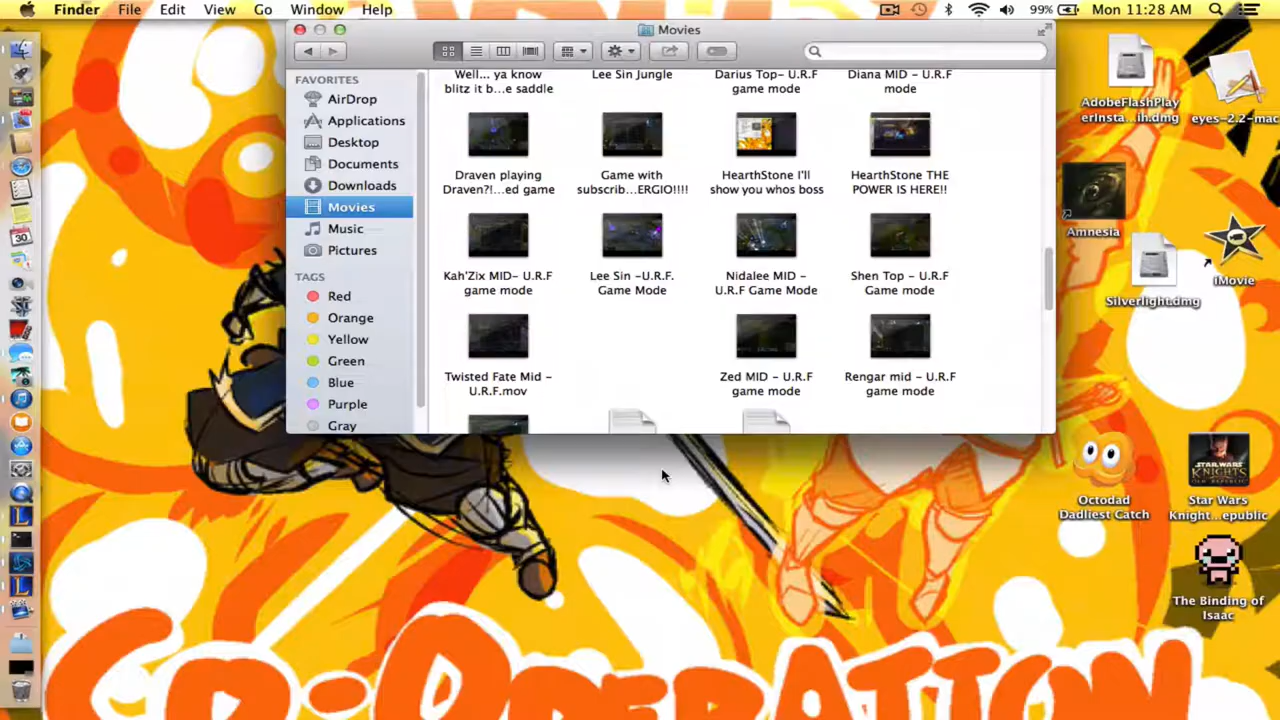 Finder File Edit View Go Window Help 99% Mon 11:28 AM
Movies
FAVORITES
AirDrop
Applications
Desktop
Documents
Downloads
Movies
Music
Pictures
TAGS
Red
Orange
Yellow
Green
Blue
Purple
Gray
Well... ya know
blitz it b...e saddle
Lee Sin Jungle
Darius Top- U.R.F
game mode
Diana MID - U.R.F
mode
Draven playing
Draven?!...ed game
Game with
subscrib...ERGIO!!!!
HearthStone I'll
show you whos boss
HearthStone THE
POWER IS HERE!!
Kah'Zix MID- U.R.F
game mode
Lee Sin -U.R.F.
Game Mode
Nidalee MID -
U.R.F Game Mode
Shen Top - U.R.F
Game mode
Twisted Fate Mid -
U.R.F.mov
Zed MID - U.R.F
game mode
Rengar mid - U.R.F
game mode
AdobeFlashPlay
erInsta...ih.dmg
eyes-2.2-mac
Amnesia
Silverlight.dmg
iMovie
Octodad
Dadliest Catch
STAR WARS
KNIGHTS
Star Wars
Knight...epublic
The Binding of
Isaac
30
CO-OPERATION